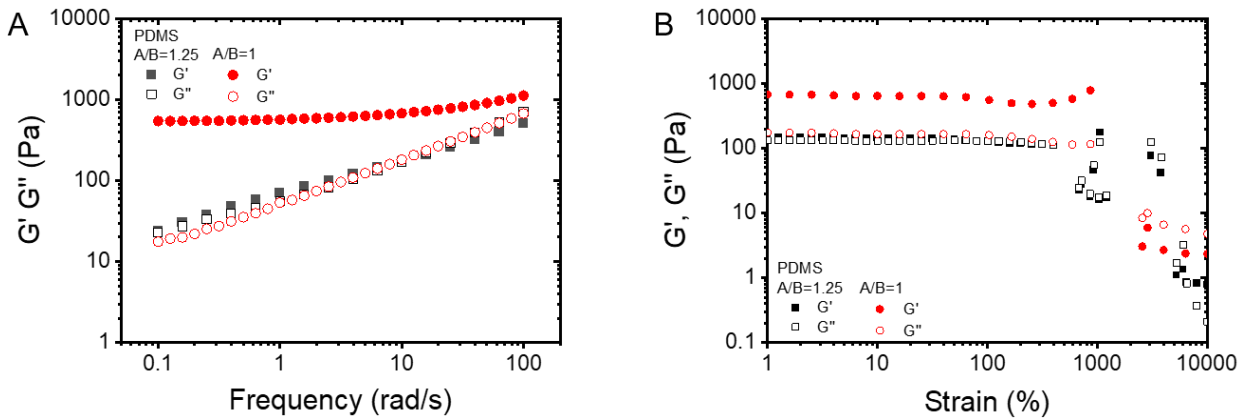 A
10000
1000
100
10
1
0.1
1
10
100
G' G" (Pa)
Frequency (rad/s)
PDMS
A/B=1.25 A/B=1
G' G'
G" G"
B
10000
1000
100
10
1
0.1
1
10
100
1000
10000
G', G" (Pa)
Strain (%)
PDMS
A/B=1.25 A/B=1
G' G'
G" G"